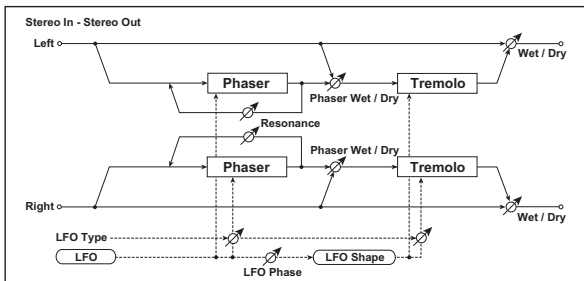 Stereo In - Stereo Out
Left
Wet / Dry
Phaser
Tremolo
Phaser Wet / Dry
Resonance
Phaser Wet / Dry
Phaser
Tremolo
Right
Wet / Dry
LFO Type
LFO
LFO Shape
LFO Phase